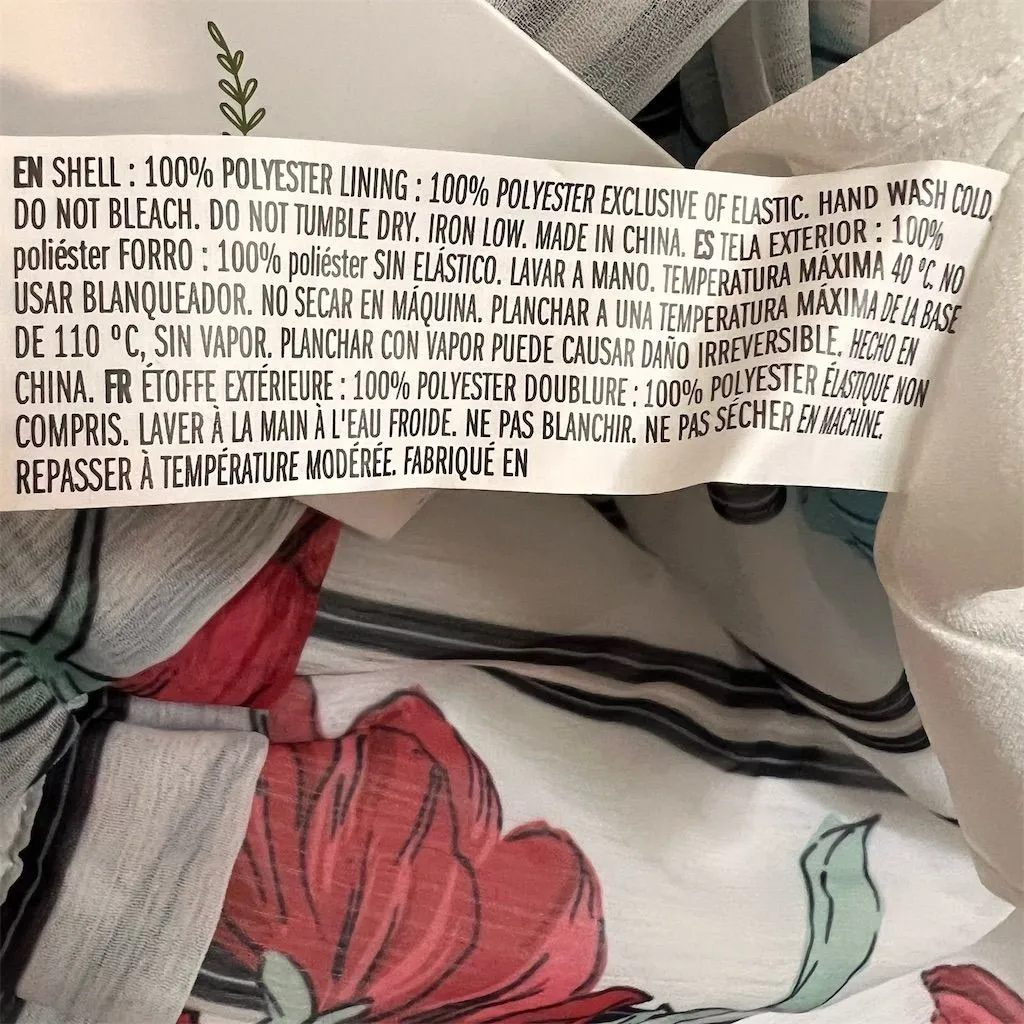 EN SHELL : 100% POLYESTER LINING : 100% POLYESTER EXCLUSIVE OF ELASTIC. HAND WASH COLD.
DO NOT BLEACH. DO NOT TUMBLE DRY. IRON LOW. MADE IN CHINA. ES TELA EXTERIOR : 100%
poliéster FORRO : 100% poliéster SIN ELÁSTICO. LAVAR A MANO. TEMPERATURA MÁXIMA 40 ºC. NO
USAR BLANQUEADOR. NO SECAR EN MÁQUINA. PLANCHAR A UNA TEMPERATURA MÁXIMA DE LA BASE
DE 110 ºC, SIN VAPOR. PLANCHAR CON VAPOR PUEDE CAUSAR DAÑO IRREVERSIBLE. HECHO EN
CHINA. FR ÉTOFFE EXTÉRIEURE : 100% POLYESTER DOUBLURE : 100% POLYESTER ÉLASTIQUE NON
COMPRIS. LAVER À LA MAIN À L'EAU FROIDE. NE PAS BLANCHIR. NE PAS SÉCHER EN MACHINE.
REPASSER À TEMPÉRATURE MODÉRÉE. FABRIQUÉ EN